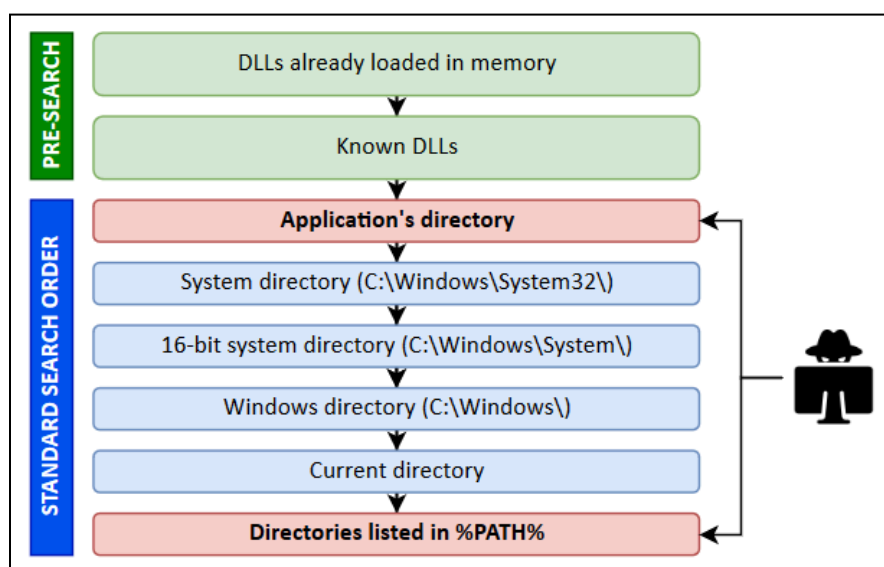 PRE-SEARCH
DLLs already loaded in memory
Known DLLs
STANDARD SEARCH ORDER
Application's directory
System directory (C:\Windows\System32\)
16-bit system directory (C:\Windows\System\)
Windows directory (C:\Windows\)
Current directory
Directories listed in %PATH%